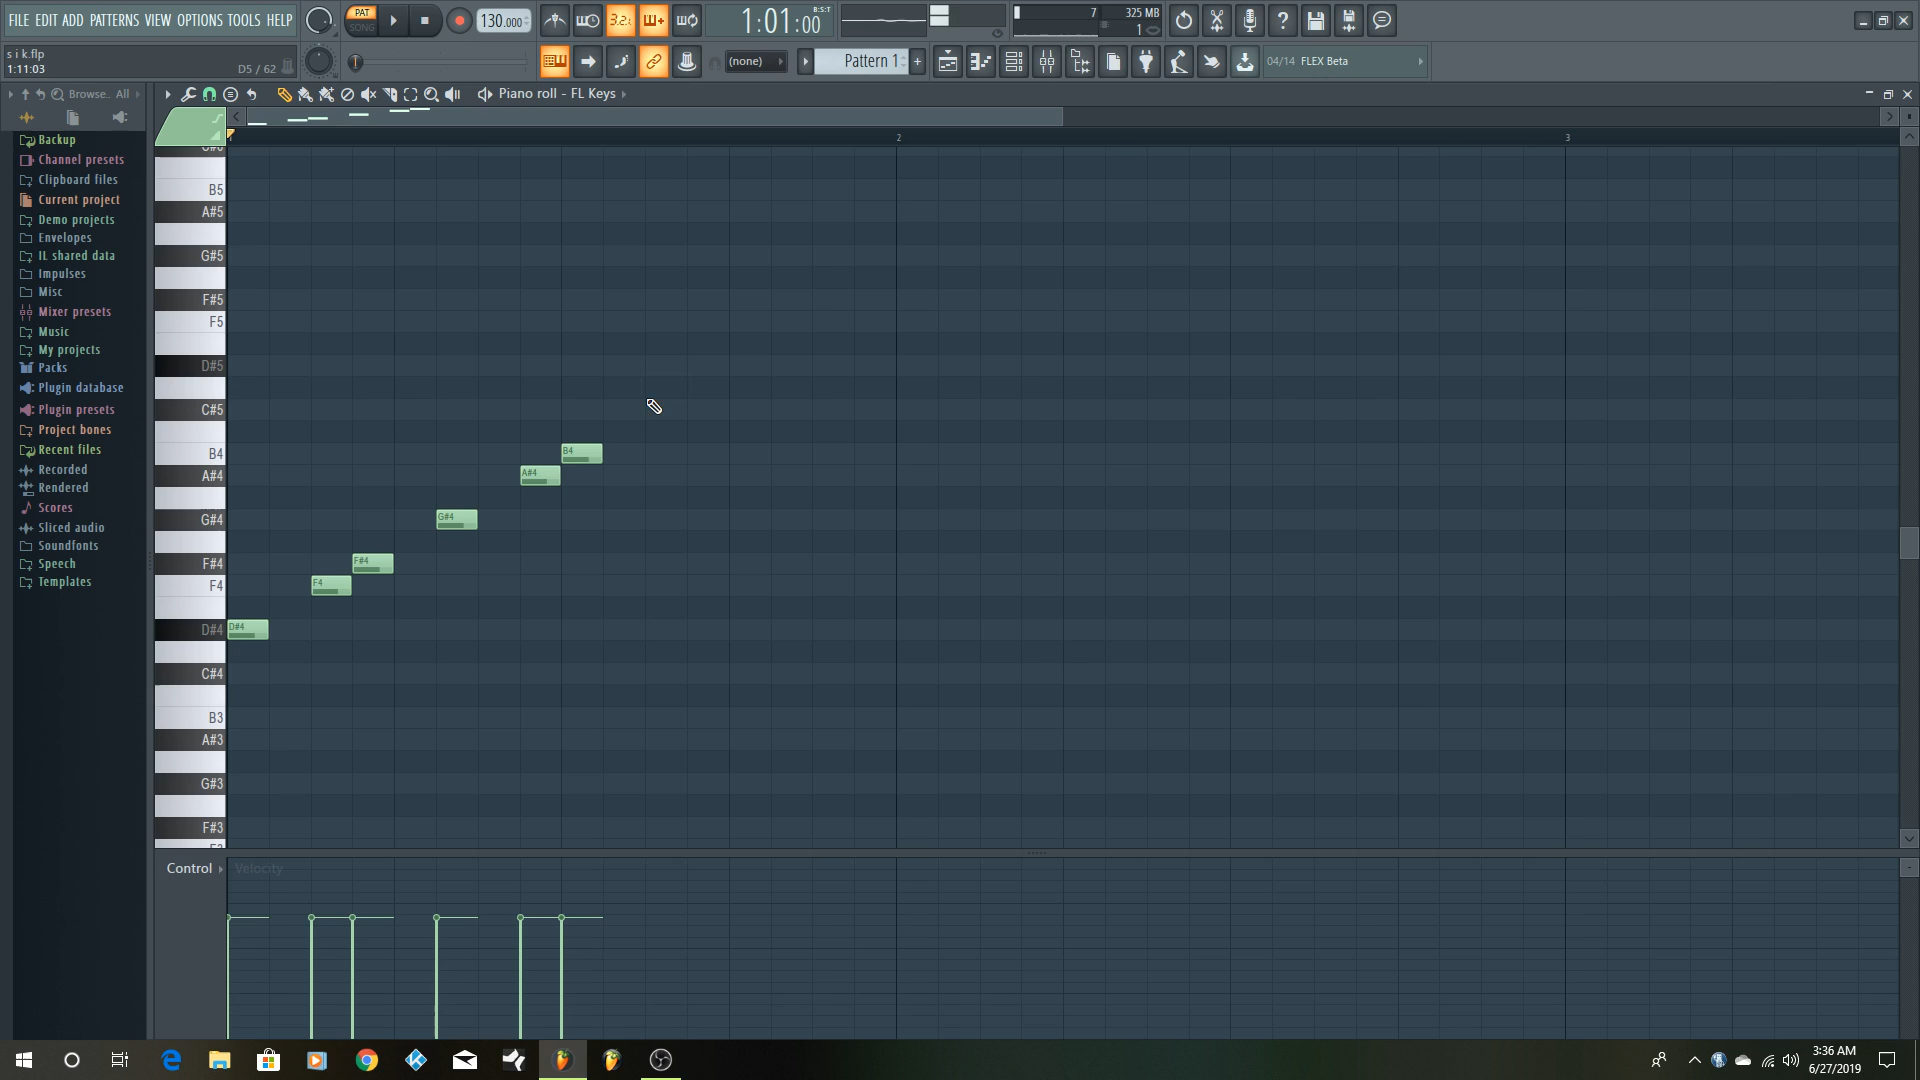 FILE EDIT ADD PATTERNS VIEW OPTIONS TOOLS HELP
PAT
SONG
130.000
3.2.1
1:01:00
B:S:T
7
325 MB
1
s i k.flp
1:11:03
D5 / 62
(none)
Pattern 1
04/14 FLEX Beta
Browse.. All
Piano roll - FL Keys
Backup
Channel presets
Clipboard files
Current project
Demo projects
Envelopes
IL shared data
Impulses
Misc
Mixer presets
Music
My projects
Packs
Plugin database
Plugin presets
Project bones
Recent files
Recorded
Rendered
Scores
Sliced audio
Soundfonts
Speech
Templates
2
3
B5
A#5
G#5
F#5
F5
D#5
C#5
B4
A#4
G#4
F#4
F4
D#4
C#4
B3
A#3
G#3
F#3
B4
A#4
G#4
F#4
F4
D#4
Control
Velocity
3:36 AM
6/27/2019